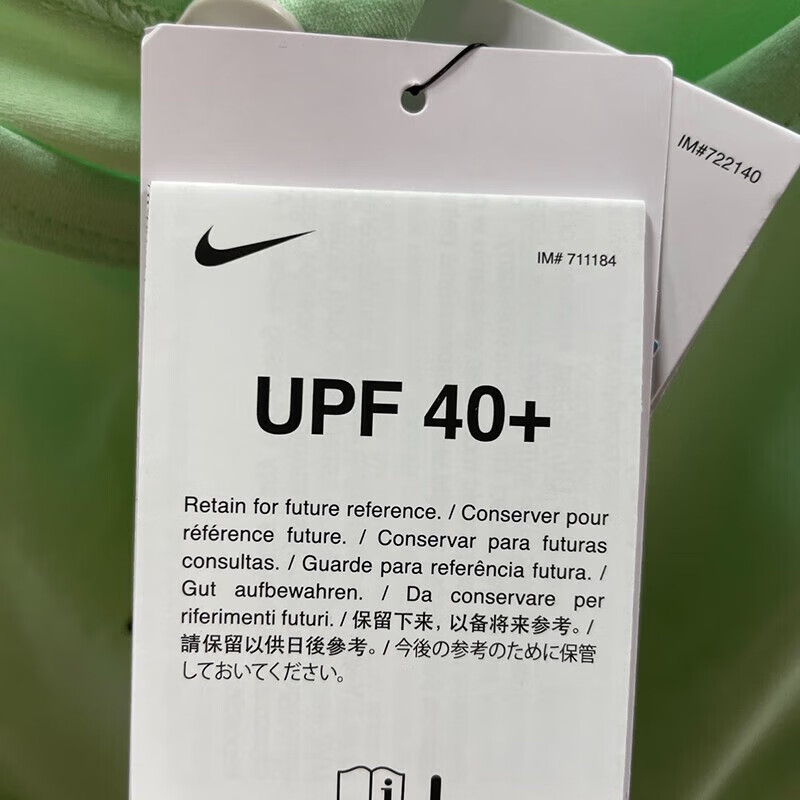 IM#722140
IM# 711184
UPF 40+
Retain for future reference. / Conserver pour
référence future. / Conservar para futuras
consultas. / Guarde para referência futura. /
Gut aufbewahren. / Da conservare per
riferimenti futuri. / 保留下来，以备将来参考。/
請保留以供日後參考。/ 今後の参考のために保管
しておいてください。
i